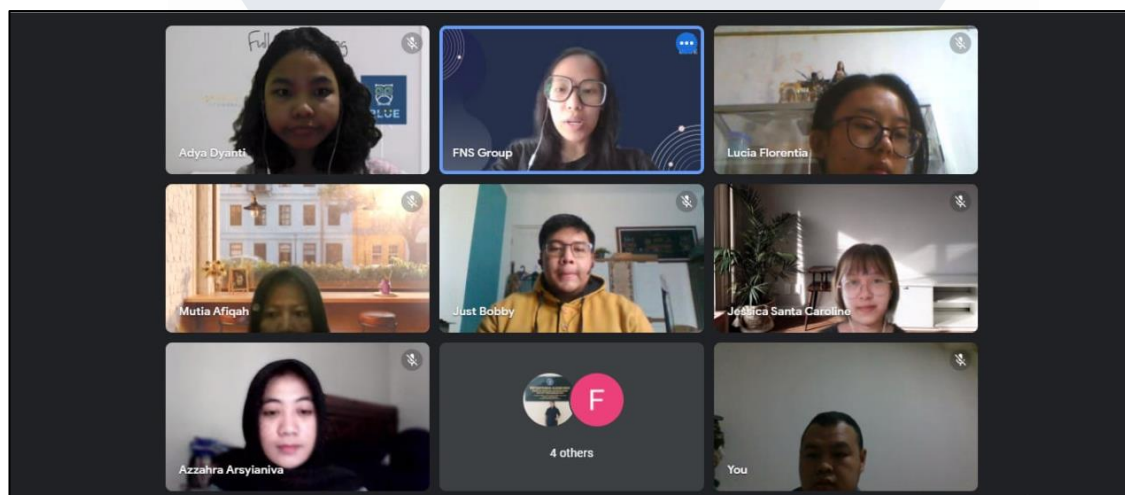 Full
BLUE
Adya Dyanti
FNS Group
Lucia Florentia
Mutia Afiqah
Just Bobby
Jessica Santa Caroline
Azzahra Arsyianiva
F
4 others
You